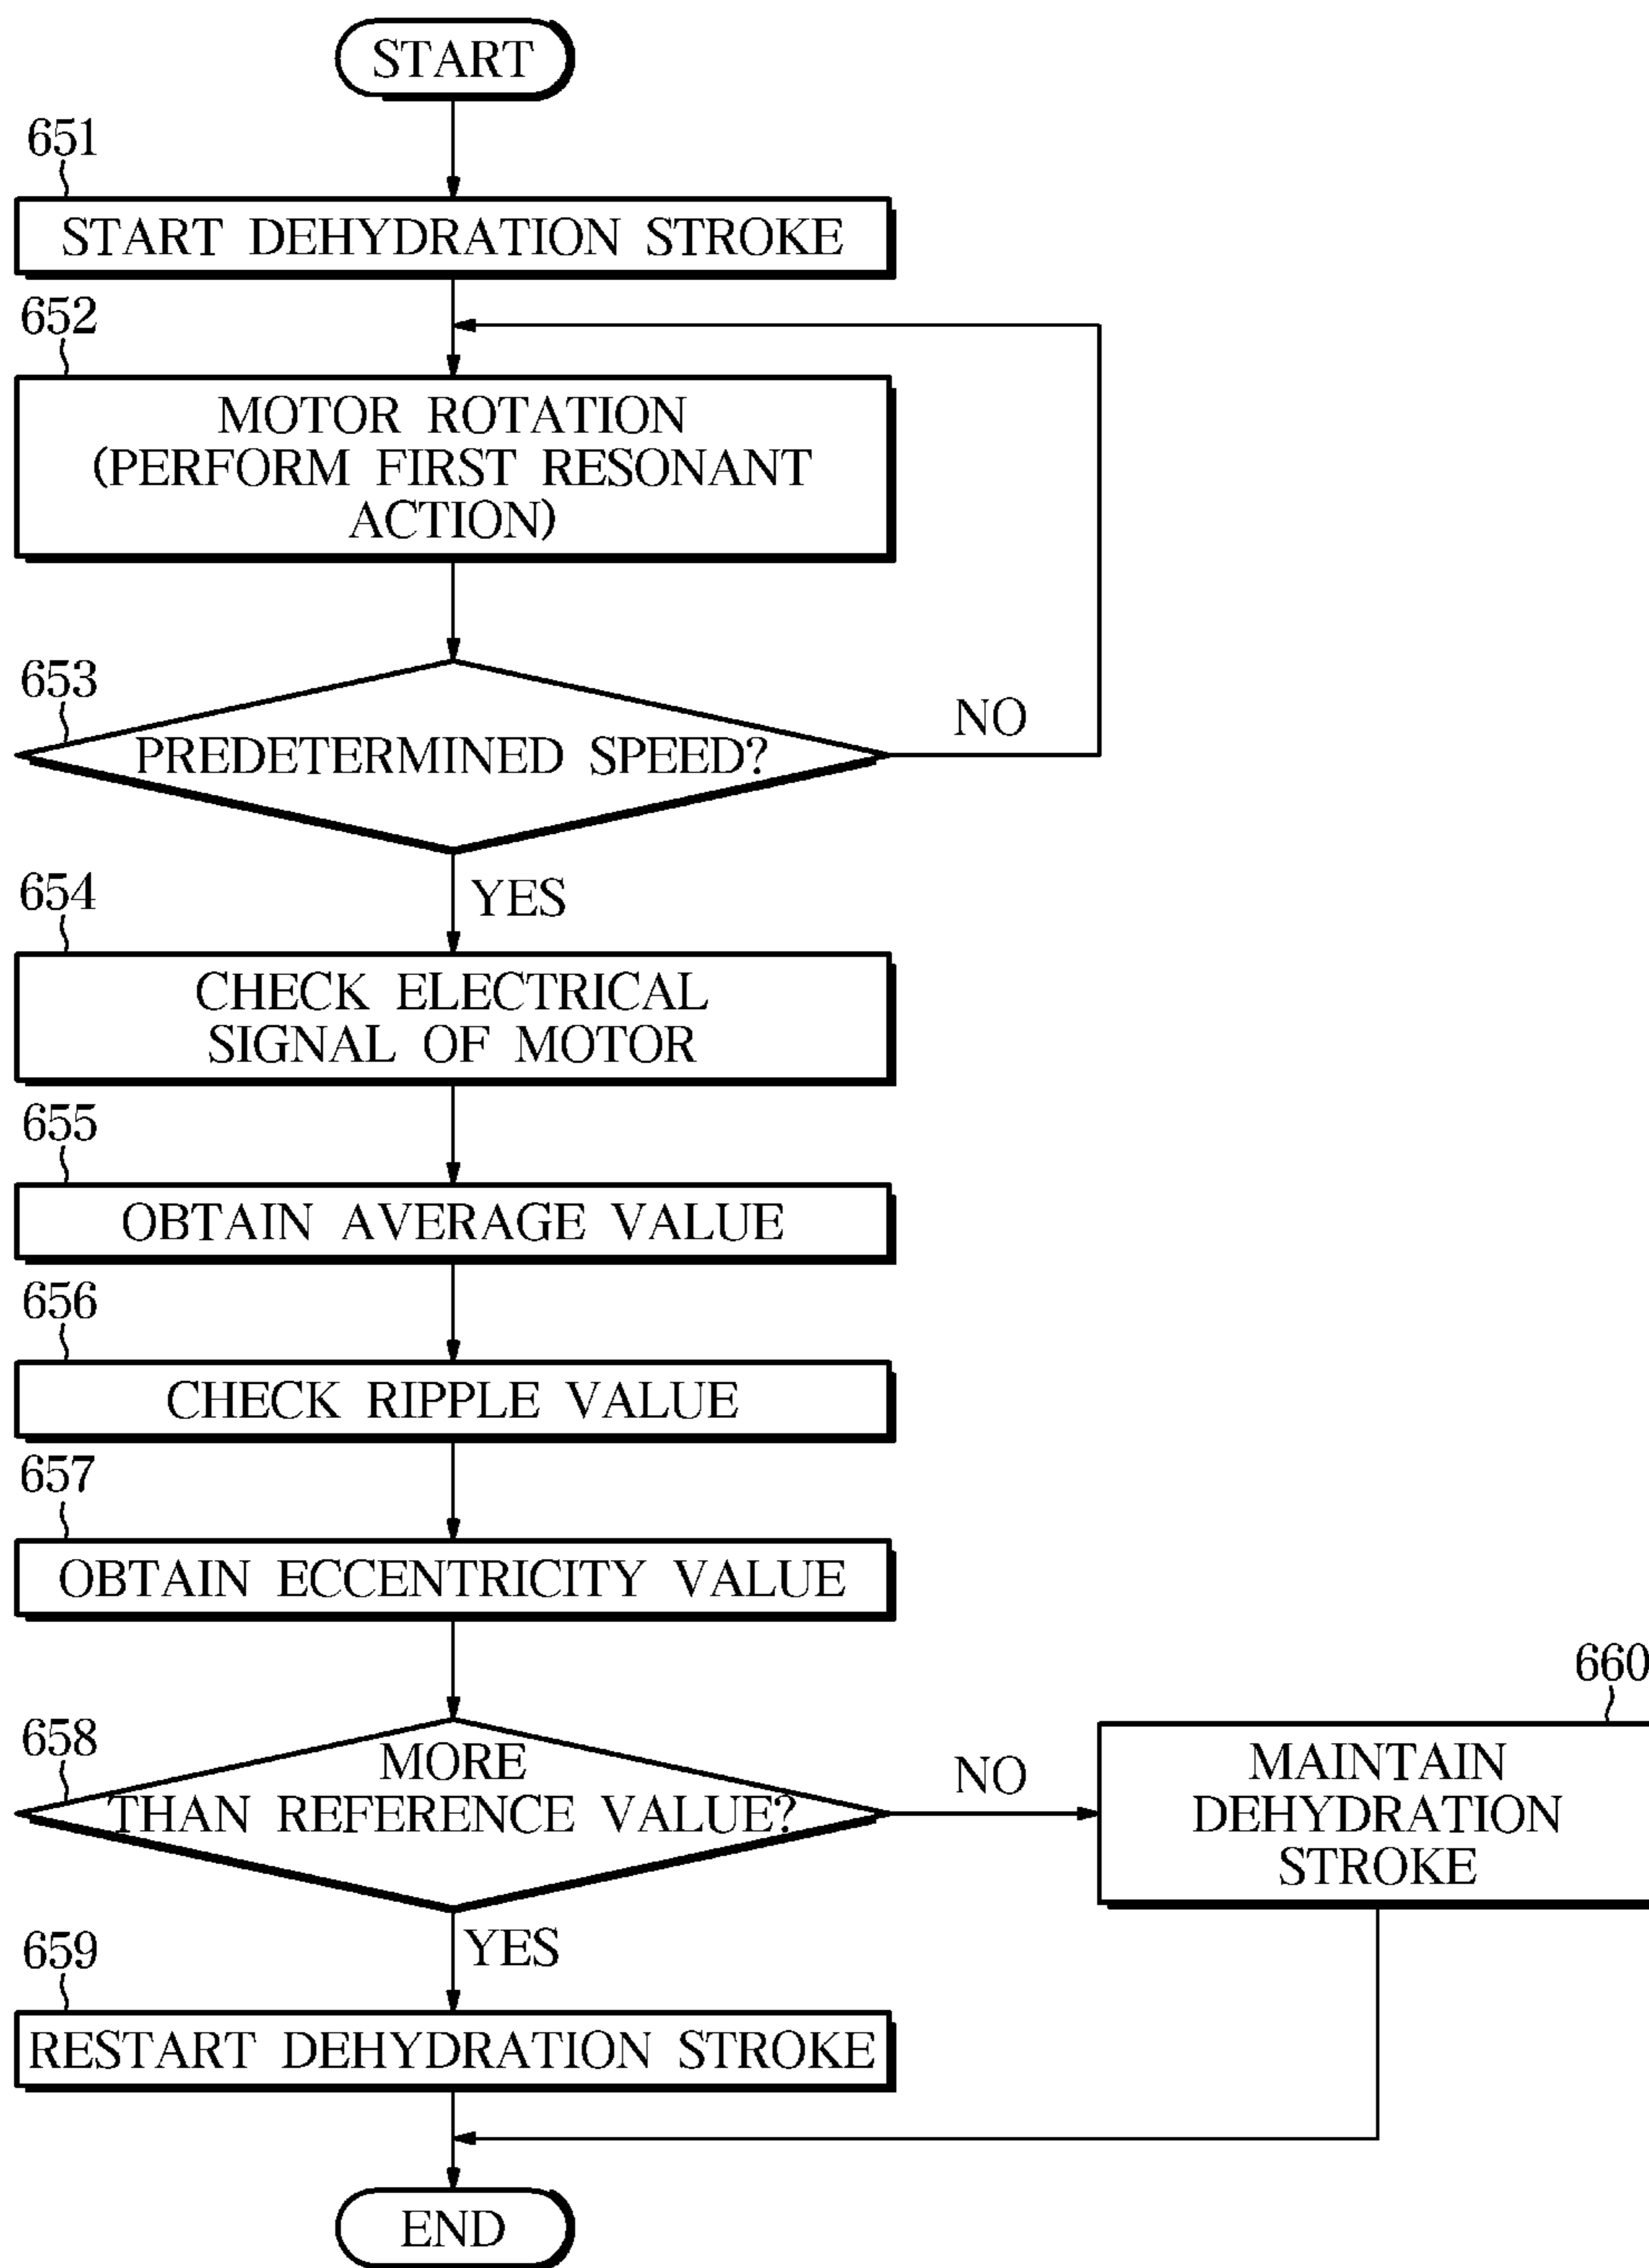 START
651
START DEHYDRATION STROKE
652
MOTOR ROTATION
(PERFORM FIRST RESONANT
ACTION)
653
PREDETERMINED SPEED?
NO
YES
654
CHECK ELECTRICAL
SIGNAL OF MOTOR
655
OBTAIN AVERAGE VALUE
656
CHECK RIPPLE VALUE
657
OBTAIN ECCENTRICITY VALUE
658
MORE
THAN REFERENCE VALUE?
NO
660
MAINTAIN
DEHYDRATION
STROKE
YES
659
RESTART DEHYDRATION STROKE
END